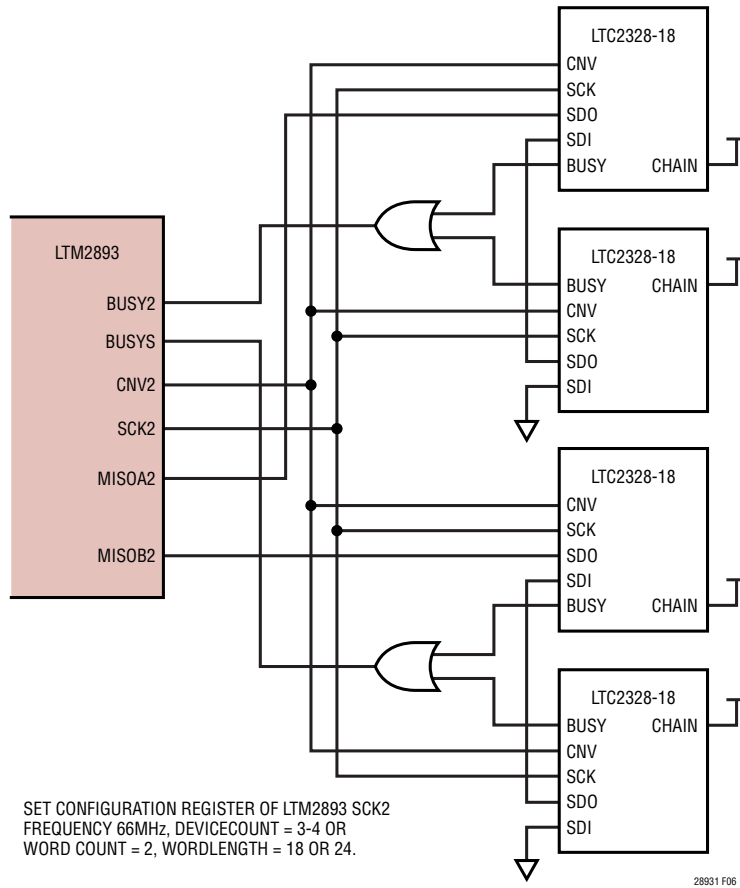 LTC2328-18
CNV
SCK
SDO
SDI
BUSY CHAIN
LTM2893
BUSY2
BUSYS
CNV2
SCK2
MISOA2
MISOB2
LTC2328-18
BUSY CHAIN
CNV
SCK
SDO
SDI
LTC2328-18
CNV
SCK
SDO
SDI
BUSY CHAIN
LTC2328-18
BUSY CHAIN
CNV
SCK
SDO
SDI
SET CONFIGURATION REGISTER OF LTM2893 SCK2
FREQUENCY 66MHz, DEVICECOUNT = 3-4 OR
WORD COUNT = 2, WORDLENGTH = 18 OR 24.
28931 F06